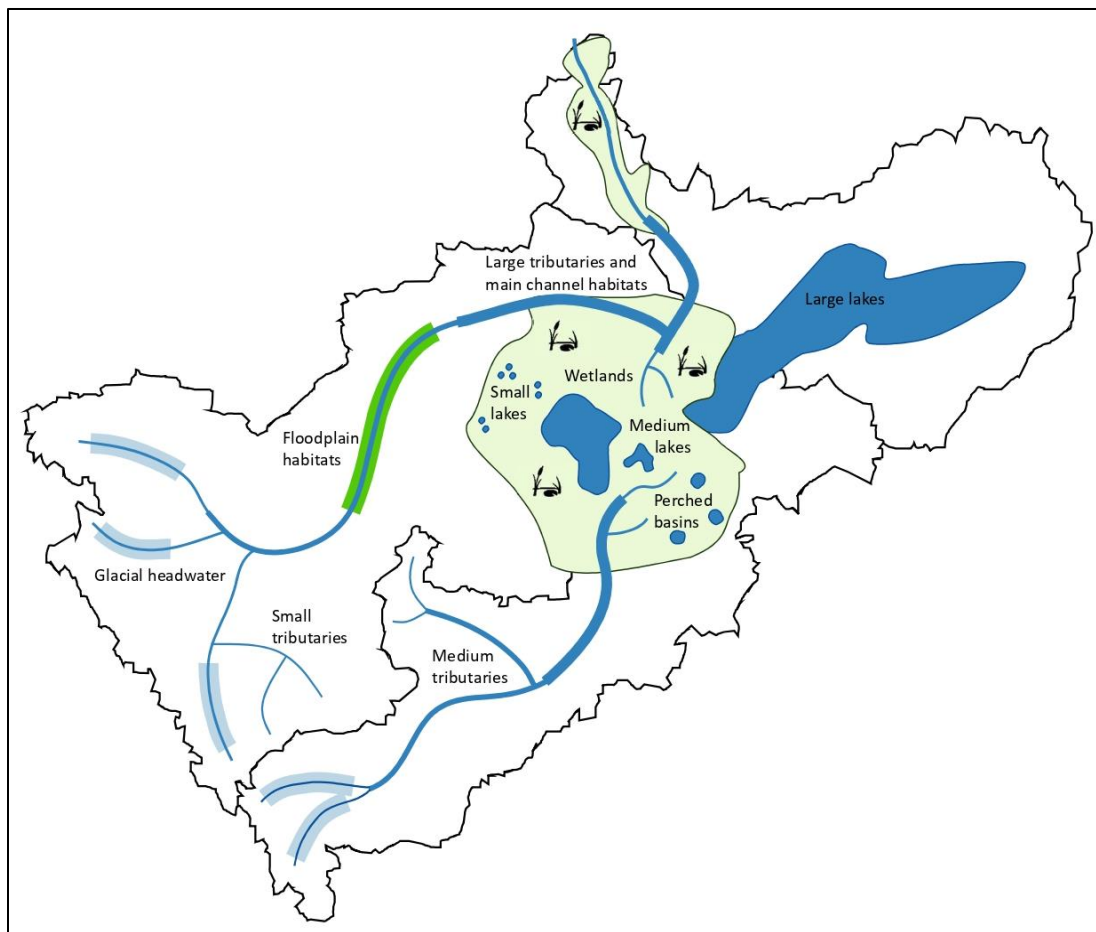 Large tributaries and
main channel habitats
Large lakes
Wetlands
Small
lakes
Medium
lakes
Floodplain
habitats
Perched
basins
Glacial headwater
Small
tributaries
Medium
tributaries